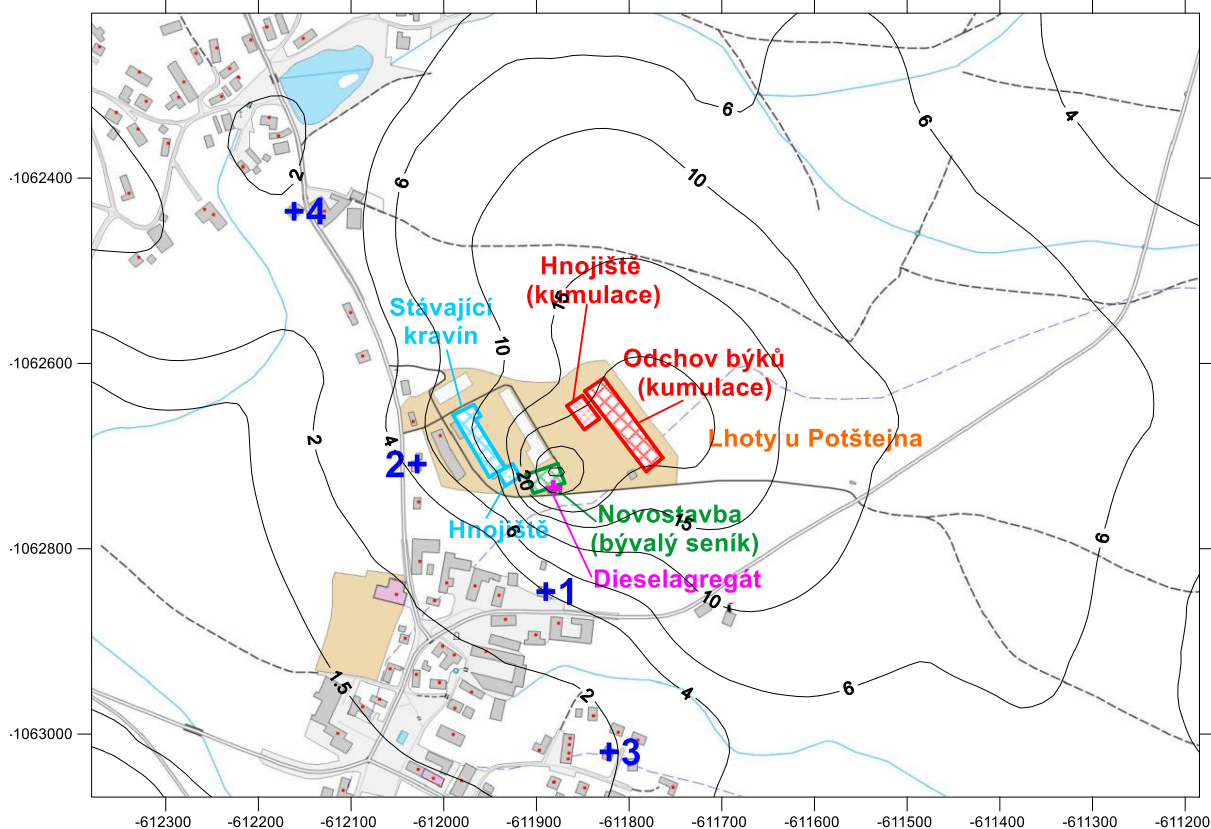 6
4
6
-1062400
2
6
10
+4
Hnojiště
(kumulace)
15
Stávající
kravín
10
-1062600
Odchov býků
(kumulace)
2
4
Lhoty u Potštejna
2+
20
Hnojiště
6
Novostavba
(bývalý seník)
15
-1062800
6
Dieselagregát
+1
10
1.5
2
4
6
-1063000
+3
-612300 -612200 -612100 -612000 -611900 -611800 -611700 -611600 -611500 -611400 -611300 -611200